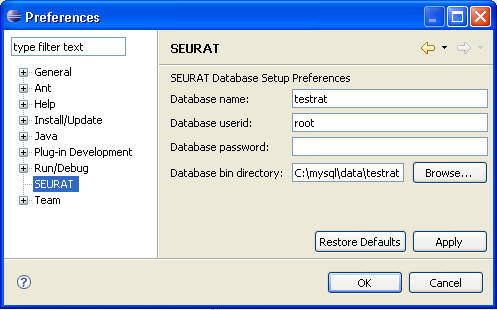 Preferences
type filter text
General
Ant
Help
Install/Update
Java
Plug-in Development
Run/Debug
SEURAT
Team
SEURAT
SEURAT Database Setup Preferences
Database name: testrat
Database userid: root
Database password:
Database bin directory: C:\mysql\data\testrat Browse...
Restore Defaults Apply
OK Cancel